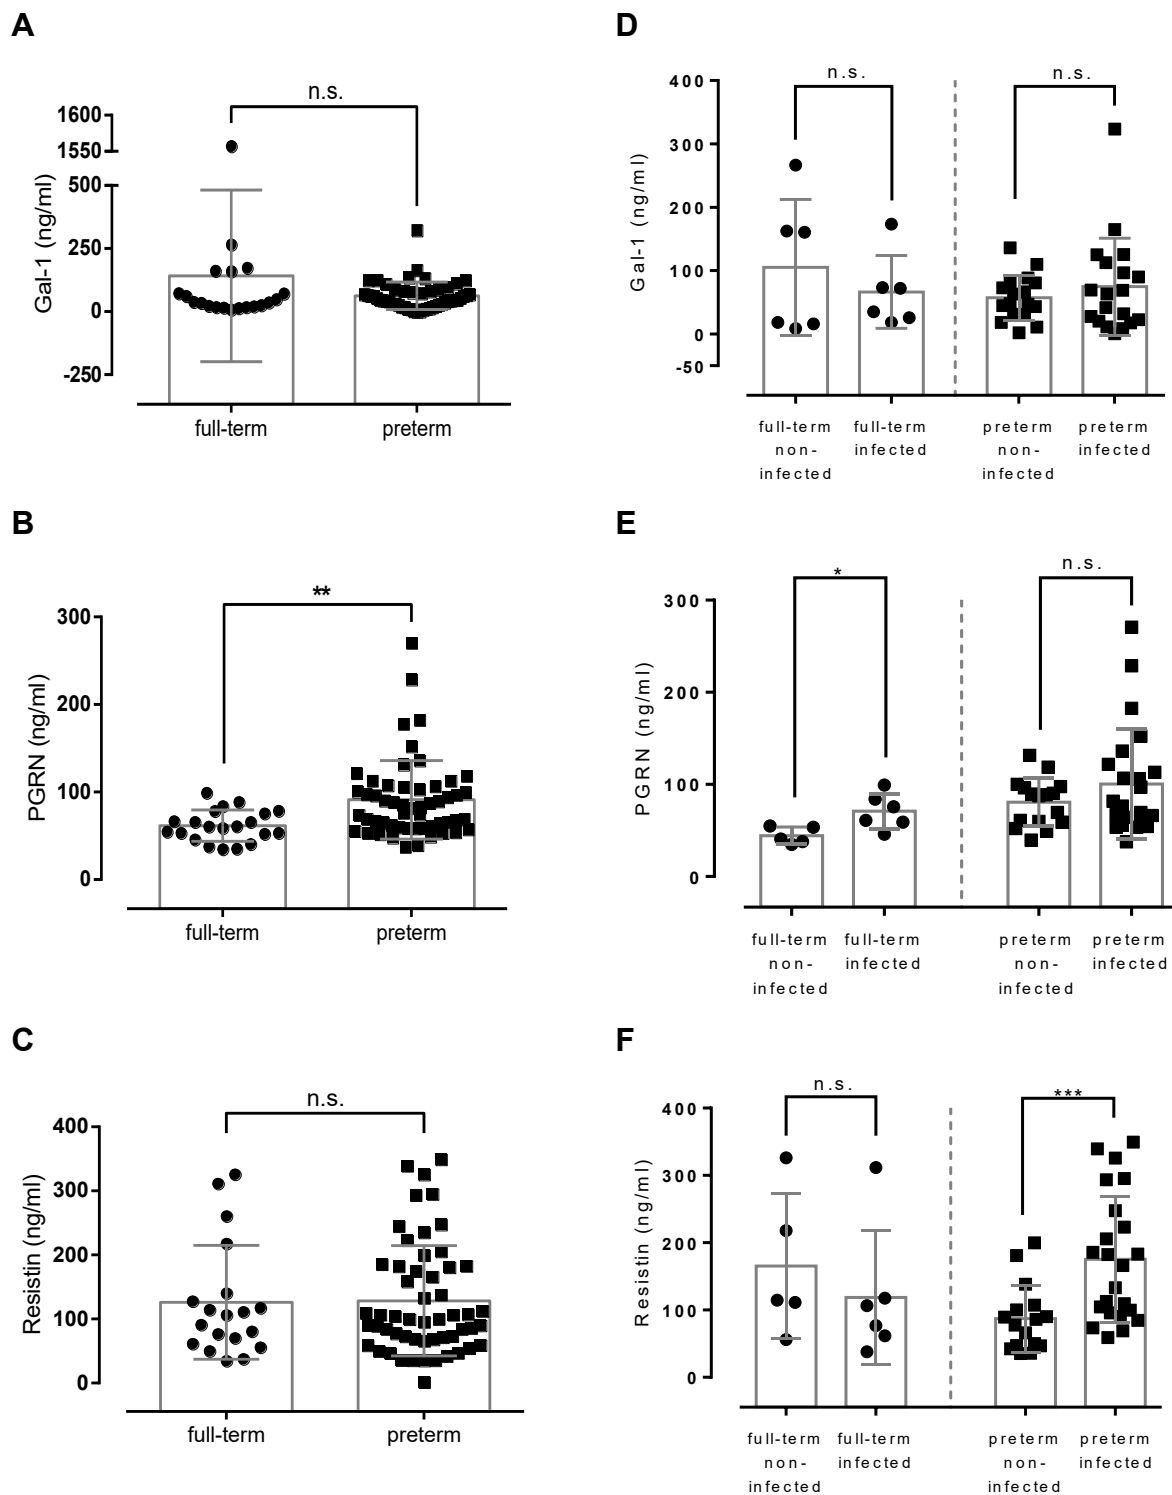 A
n.s.
1600
1550
500
250
0
-250
Gal-1 (ng/ml)
full-term
preterm
D
n.s.
n.s.
400
300
200
100
0
-50
Gal-1 (ng/ml)
full-term
non-
infected
full-term
infected
preterm
non-
infected
preterm
infected
B
**
300
200
100
0
PGRN (ng/ml)
full-term
preterm
E
*
n.s.
300
200
100
0
PGRN (ng/ml)
full-term
non-
infected
full-term
infected
preterm
non-
infected
preterm
infected
C
n.s.
400
300
200
100
0
Resistin (ng/ml)
full-term
preterm
F
n.s.
***
400
300
200
100
0
Resistin (ng/ml)
full-term
non-
infected
full-term
infected
preterm
non-
infected
preterm
infected